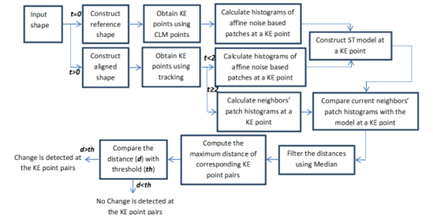 Input
shape
t=0
Construct
reference
shape
Obtain KE
points using
CLM points
Calculate histograms of
affine noise based
patches at a KE point
Construct ST model at
a KE point
t>0
Construct
aligned
shape
Obtain KE
points using
tracking
t<2
Calculate histograms of
affine noise based
patches at a KE point
t≥2
Calculate neighbors'
patch histograms at a
KE point
Compare current neighbors'
patch histograms with the
model at a KE point
Filter the distances
using Median
Compute the
maximum distance of
corresponding KE
point pairs
Compare the
distance (d) with
threshold (th)
d>th
Change is detected at
the KE point pairs
d<th
No Change is detected at
the KE point pairs